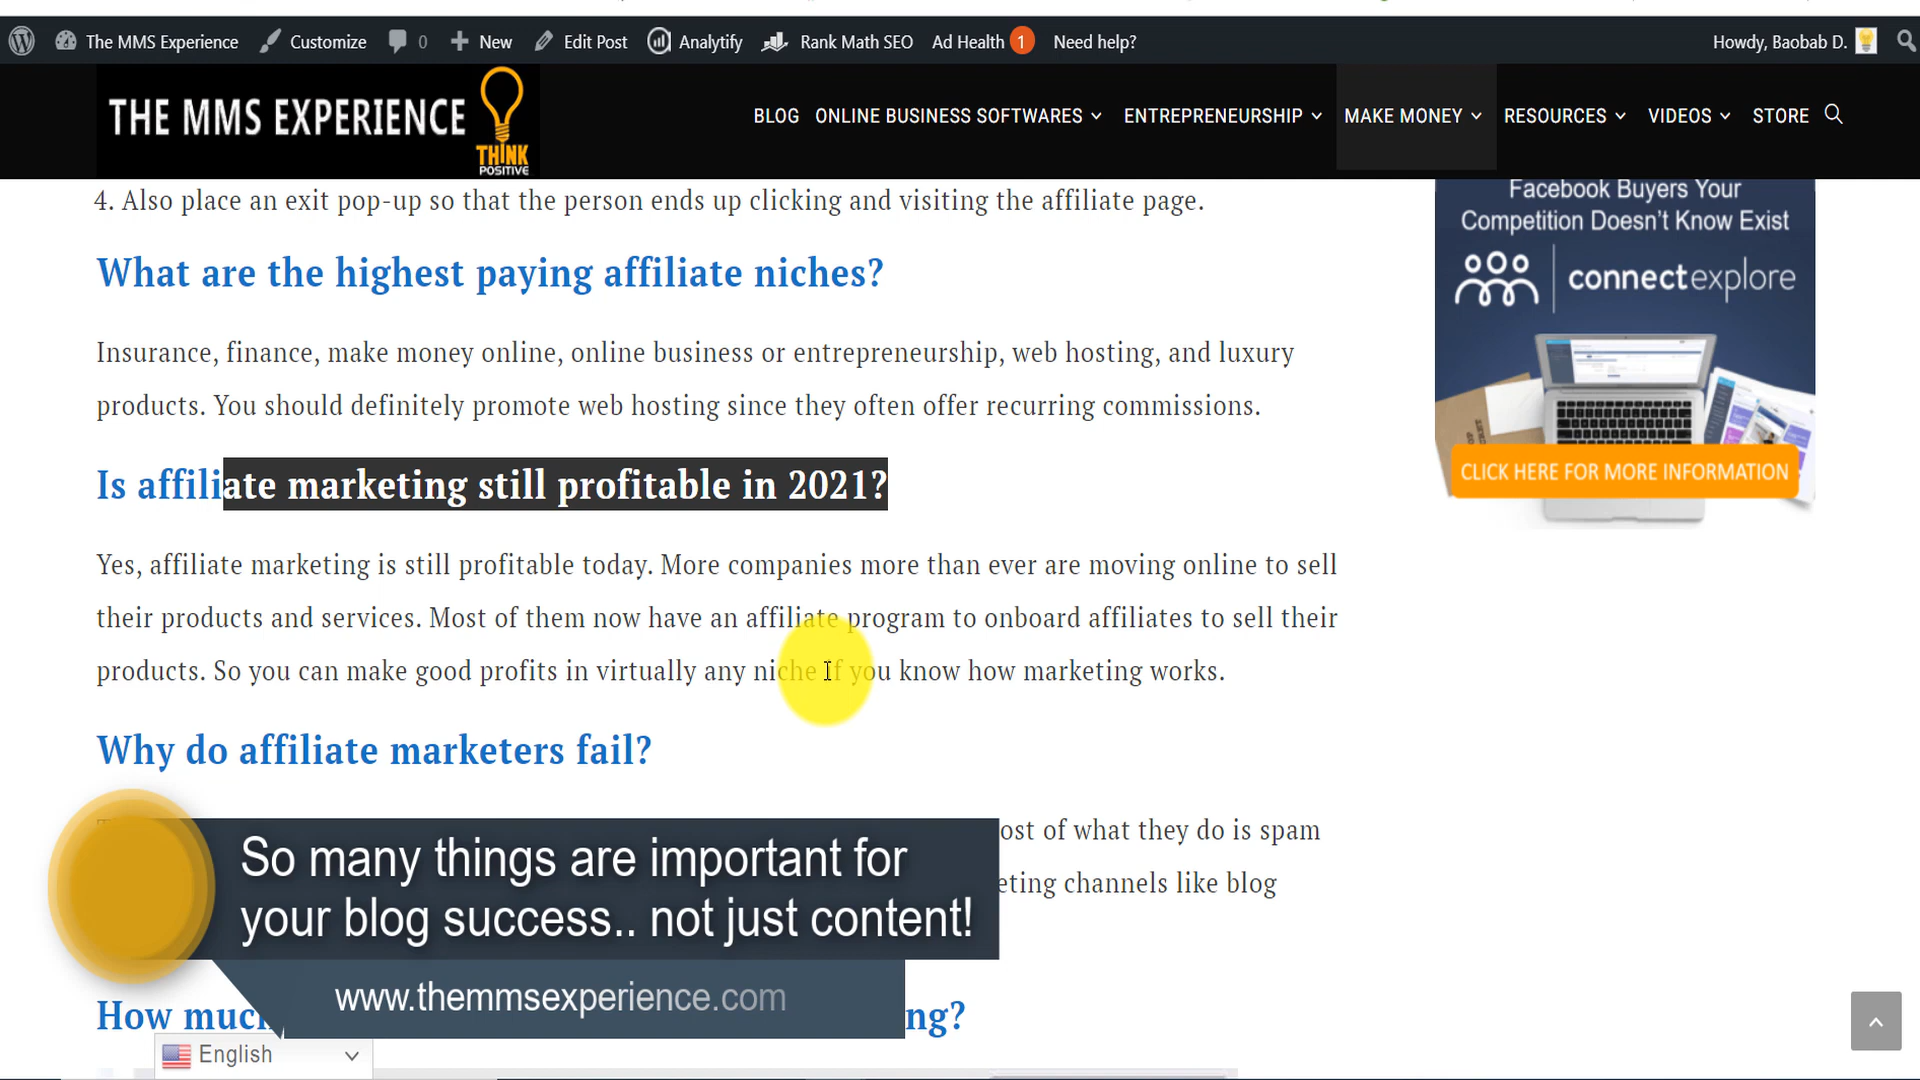 The MMS Experience Customize 0 New Edit Post Analytify Rank Math SEO Ad Health 1 Need help? Howdy, Baobab D.
THE MMS EXPERIENCE
THINK
POSITIVE
BLOG ONLINE BUSINESS SOFTWARES ENTREPRENEURSHIP MAKE MONEY RESOURCES VIDEOS STORE
4. Also place an exit pop-up so that the person ends up clicking and visiting the affiliate page.
What are the highest paying affiliate niches?
Insurance, finance, make money online, online business or entrepreneurship, web hosting, and luxury
products. You should definitely promote web hosting since they often offer recurring commissions.
Is affiliate marketing still profitable in 2021?
Yes, affiliate marketing is still profitable today. More companies more than ever are moving online to sell
their products and services. Most of them now have an affiliate program to onboard affiliates to sell their
products. So you can make good profits in virtually any niche if you know how marketing works.
Why do affiliate marketers fail?
ost of what they do is spam
eting channels like blog
How much
ng?
Facebook Buyers Your
Competition Doesn't Know Exist
connectexplore
CLICK HERE FOR MORE INFORMATION
So many things are important for
your blog success.. not just content!
www.themmsexperience.com
English